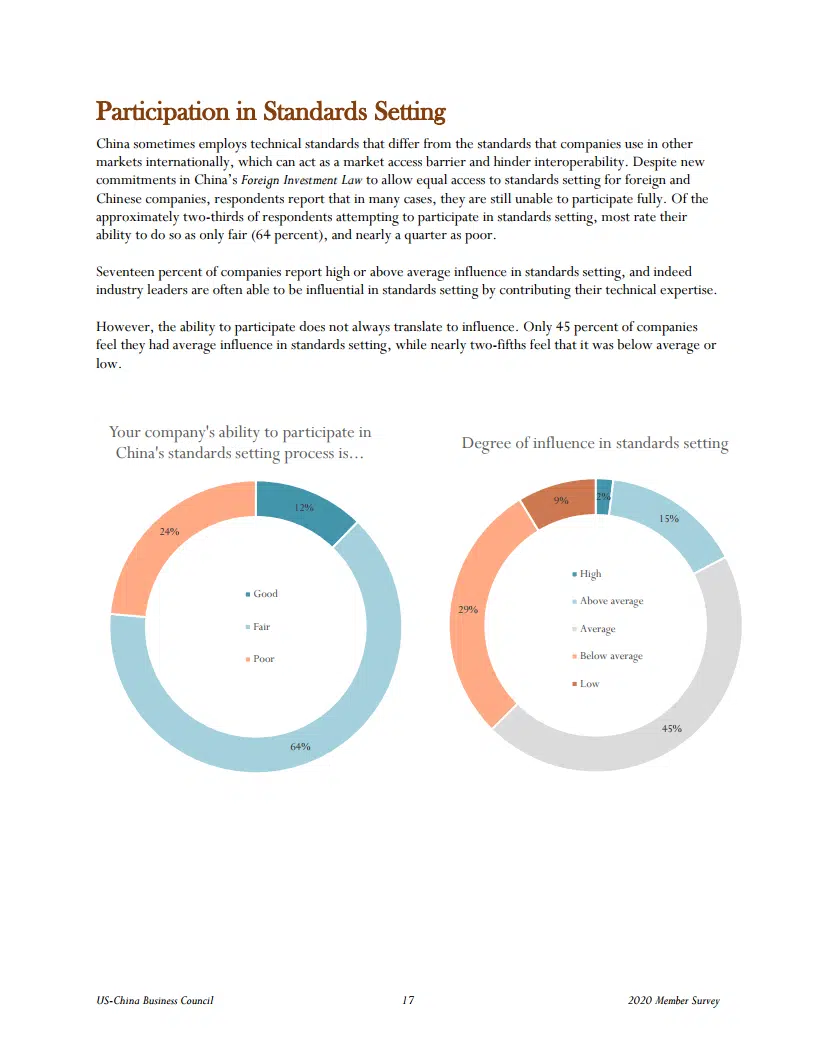 Participation in Standards Setting
China sometimes employs technical standards that differ from the standards that companies use in other
markets internationally, which can act as a market access barrier and hinder interoperability. Despite new
commitments in China's Foreign Investment Law to allow equal access to standards setting for foreign and
Chinese companies, respondents report that in many cases, they are still unable to participate fully. Of the
approximately two-thirds of respondents attempting to participate in standards setting, most rate their
ability to do so as only fair (64 percent), and nearly a quarter as poor.
Seventeen percent of companies report high or above average influence in standards setting, and indeed
industry leaders are often able to be influential in standards setting by contributing their technical expertise.
However, the ability to participate does not always translate to influence. Only 45 percent of companies
feel they had average influence in standards setting, while nearly two-fifths feel that it was below average or
low.
Your company's ability to participate in
China's standards setting process is…
12%
24%
Good
Fair
Poor
64%
Degree of influence in standards setting
2%
9%
15%
High
Above average
29%
Average
Below average
Low
45%
US-China Business Council
17
2020 Member Survey